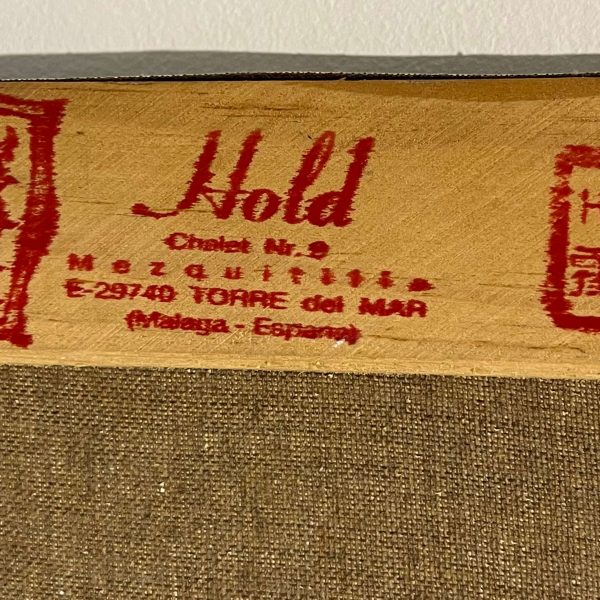 Hold
Chalet Nr. 9
Mezquitilla
E-29740 TORRE del MAR
(Malaga - Espana)